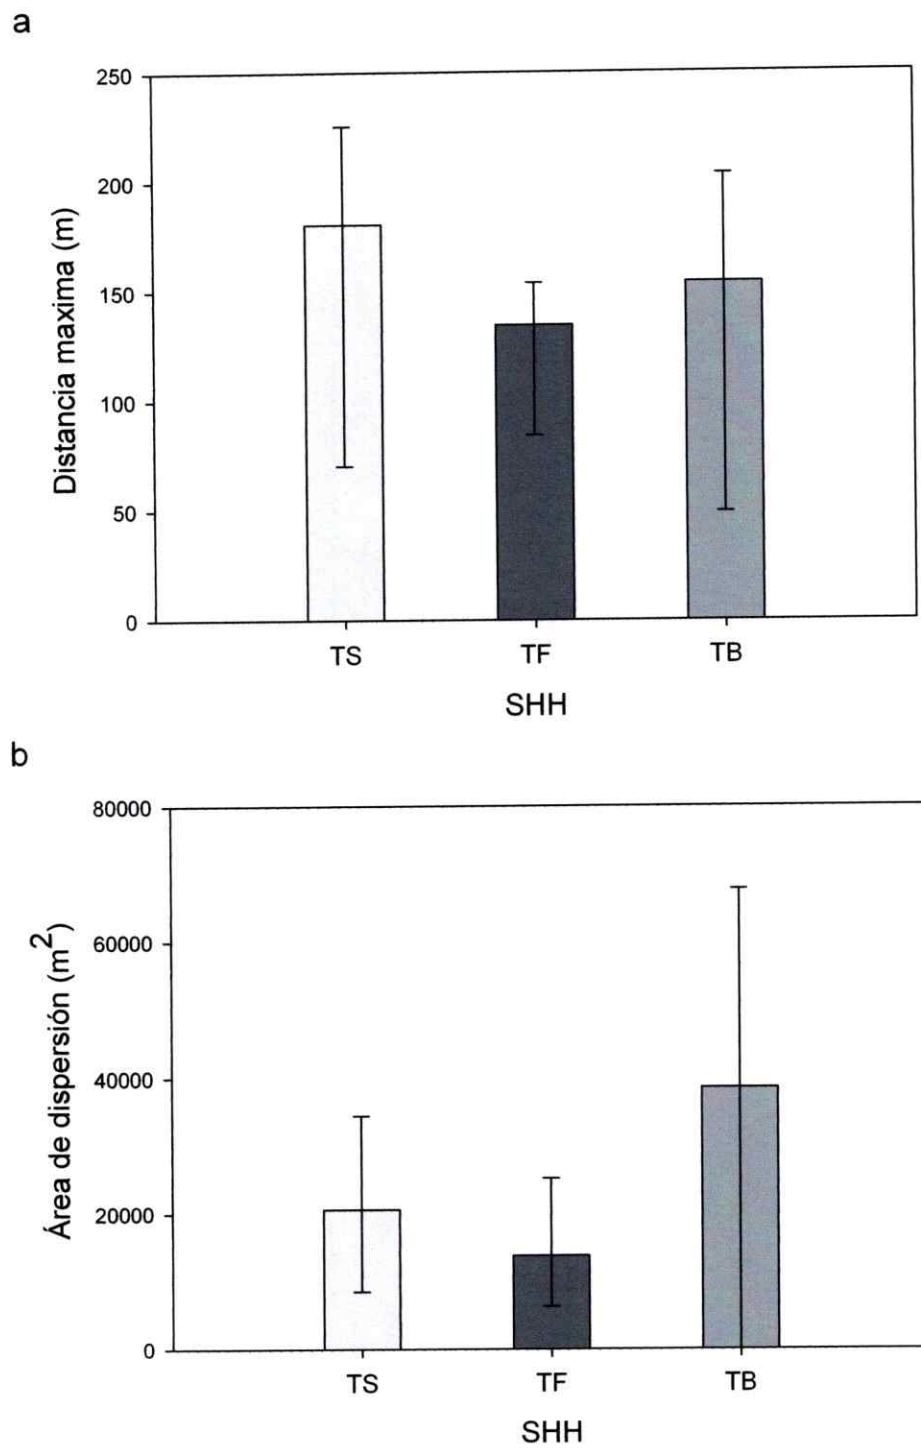 a
250
200
150
100
50
0
Distancia maxima (m)
TS TF TB
SHH
b
80000
60000
40000
20000
0
Área de dispersión (m²)
TS TF TB
SHH